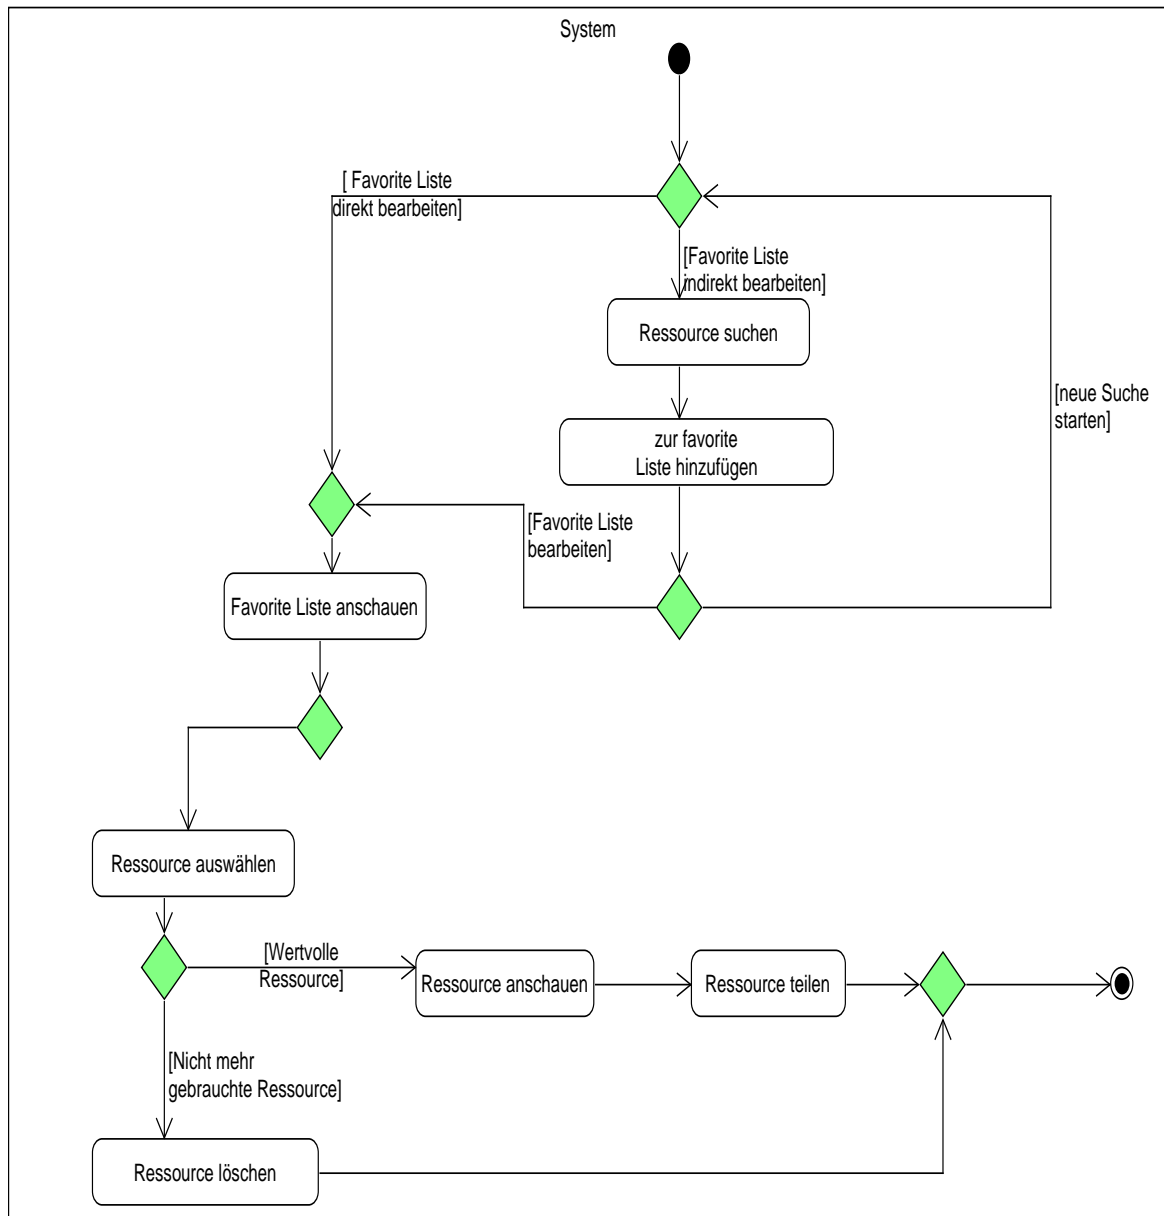 System
[ Favorite Liste
direkt bearbeiten]
[Favorite Liste
indirekt bearbeiten]
Ressource suchen
[neue Suche
starten]
zur favorite
Liste hinzufügen
[Favorite Liste
bearbeiten]
Favorite Liste anschauen
Ressource auswählen
[Wertvolle
Ressource]
Ressource anschauen
Ressource teilen
[Nicht mehr
gebrauchte Ressource]
Ressource löschen